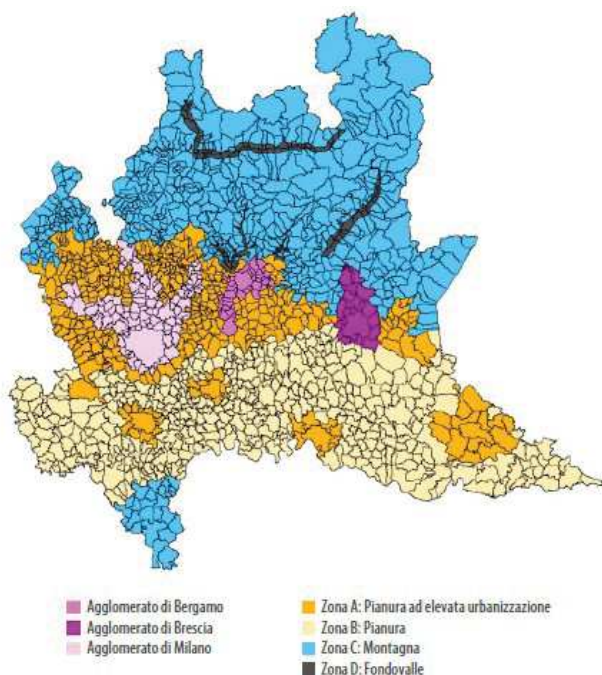 Agglomerato di Bergamo
Agglomerato di Brescia
Agglomerato di Milano
Zona A: Pianura ad elevata urbanizzazione
Zona B: Pianura
Zona C: Montagna
Zona D: Fondovalle